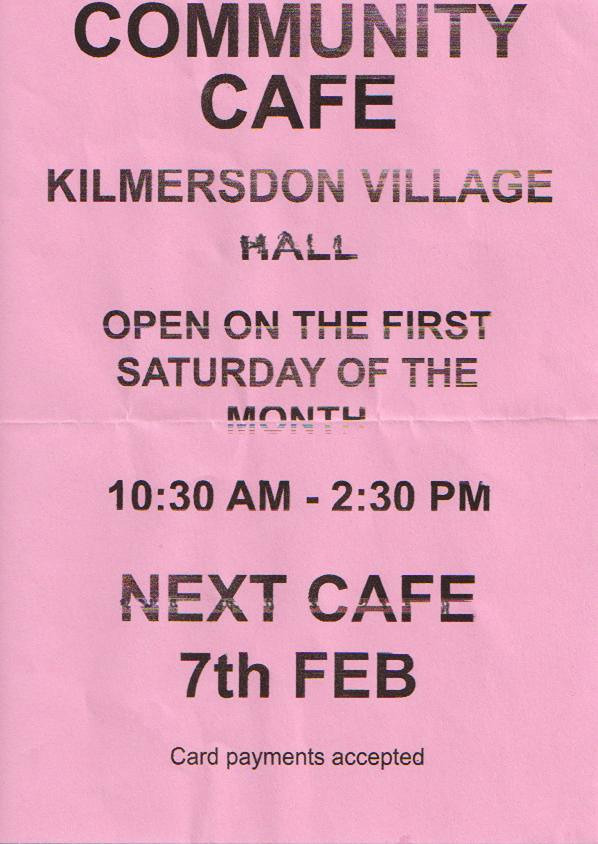 COMMUNITY
CAFE
KILMERSDON VILLAGE
HALL
OPEN ON THE FIRST
SATURDAY OF THE
MONTH
10:30 AM - 2:30 PM
NEXT CAFE
7th FEB
Card payments accepted